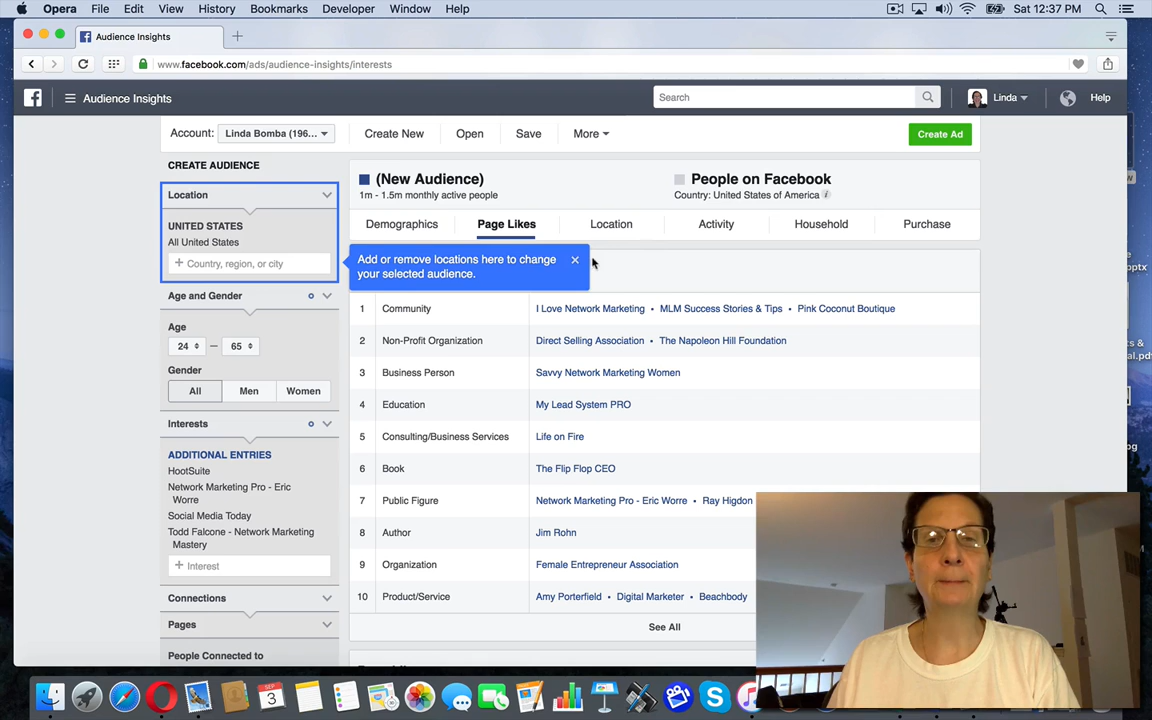 Opera File Edit View History Bookmarks Developer Window Help Sat 12:37 PM
Audience Insights
www.facebook.com/ads/audience-insights/interests
Audience Insights Search Linda Help
Account: Linda Bomba (196... Create New Open Save More Create Ad
CREATE AUDIENCE
Location
UNITED STATES
All United States
+ Country, region, or city
Age and Gender
Age
24 — 65
Gender
All Men Women
Interests
ADDITIONAL ENTRIES
HootSuite
Network Marketing Pro - Eric
Worre
Social Media Today
Todd Falcone - Network Marketing
Mastery
+ Interest
Connections
Pages
People Connected to
(New Audience)
1m - 1.5m monthly active people
People on Facebook
Country: United States of America
Demographics Page Likes Location Activity Household Purchase
Add or remove locations here to change
your selected audience.
1 Community I Love Network Marketing • MLM Success Stories & Tips • Pink Coconut Boutique
2 Non-Profit Organization Direct Selling Association • The Napoleon Hill Foundation
3 Business Person Savvy Network Marketing Women
4 Education My Lead System PRO
5 Consulting/Business Services Life on Fire
6 Book The Flip Flop CEO
7 Public Figure Network Marketing Pro - Eric Worre • Ray Higdon
8 Author Jim Rohn
9 Organization Female Entrepreneur Association
10 Product/Service Amy Porterfield • Digital Marketer • Beachbody
See All
SEP
3